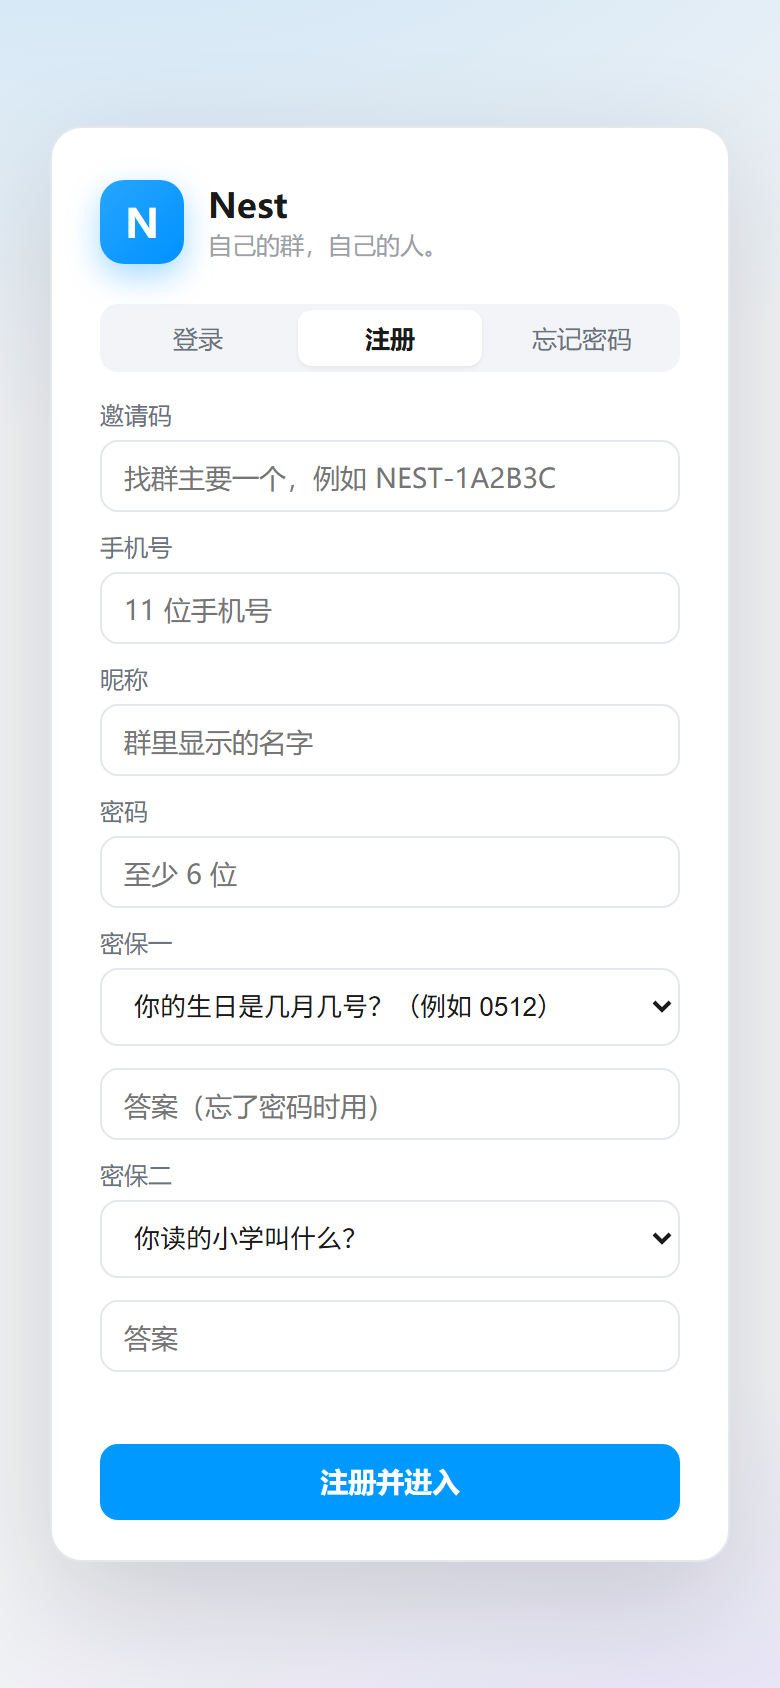 N
Nest
自己的群，自己的人。
登录
注册
忘记密码
邀请码
找群主要一个，例如 NEST-1A2B3C
手机号
11 位手机号
昵称
群里显示的名字
密码
至少 6 位
密保一
你的生日是几月几号？（例如 0512）
答案（忘了密码时用）
密保二
你读的小学叫什么？
答案
注册并进入